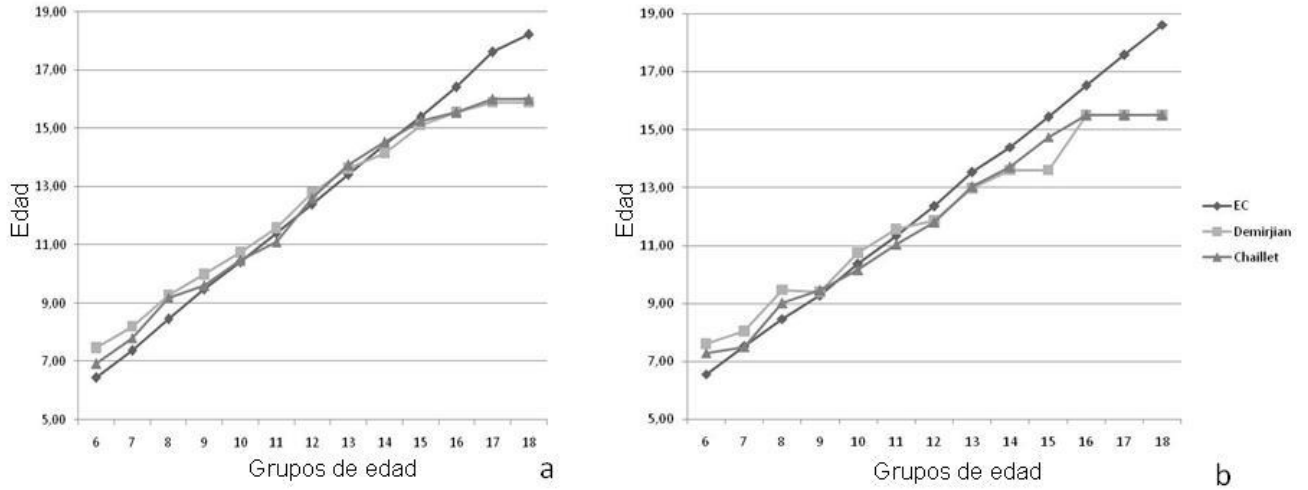 19,00
17,00
15,00
13,00
11,00
9,00
7,00
5,00
Edad
6 7 8 9 10 11 12 13 14 15 16 17 18
Grupos de edad
a
19,00
17,00
15,00
13,00
11,00
9,00
7,00
5,00
Edad
6 7 8 9 10 11 12 13 14 15 16 17 18
Grupos de edad
b
EC
Demirjian
Chaillet